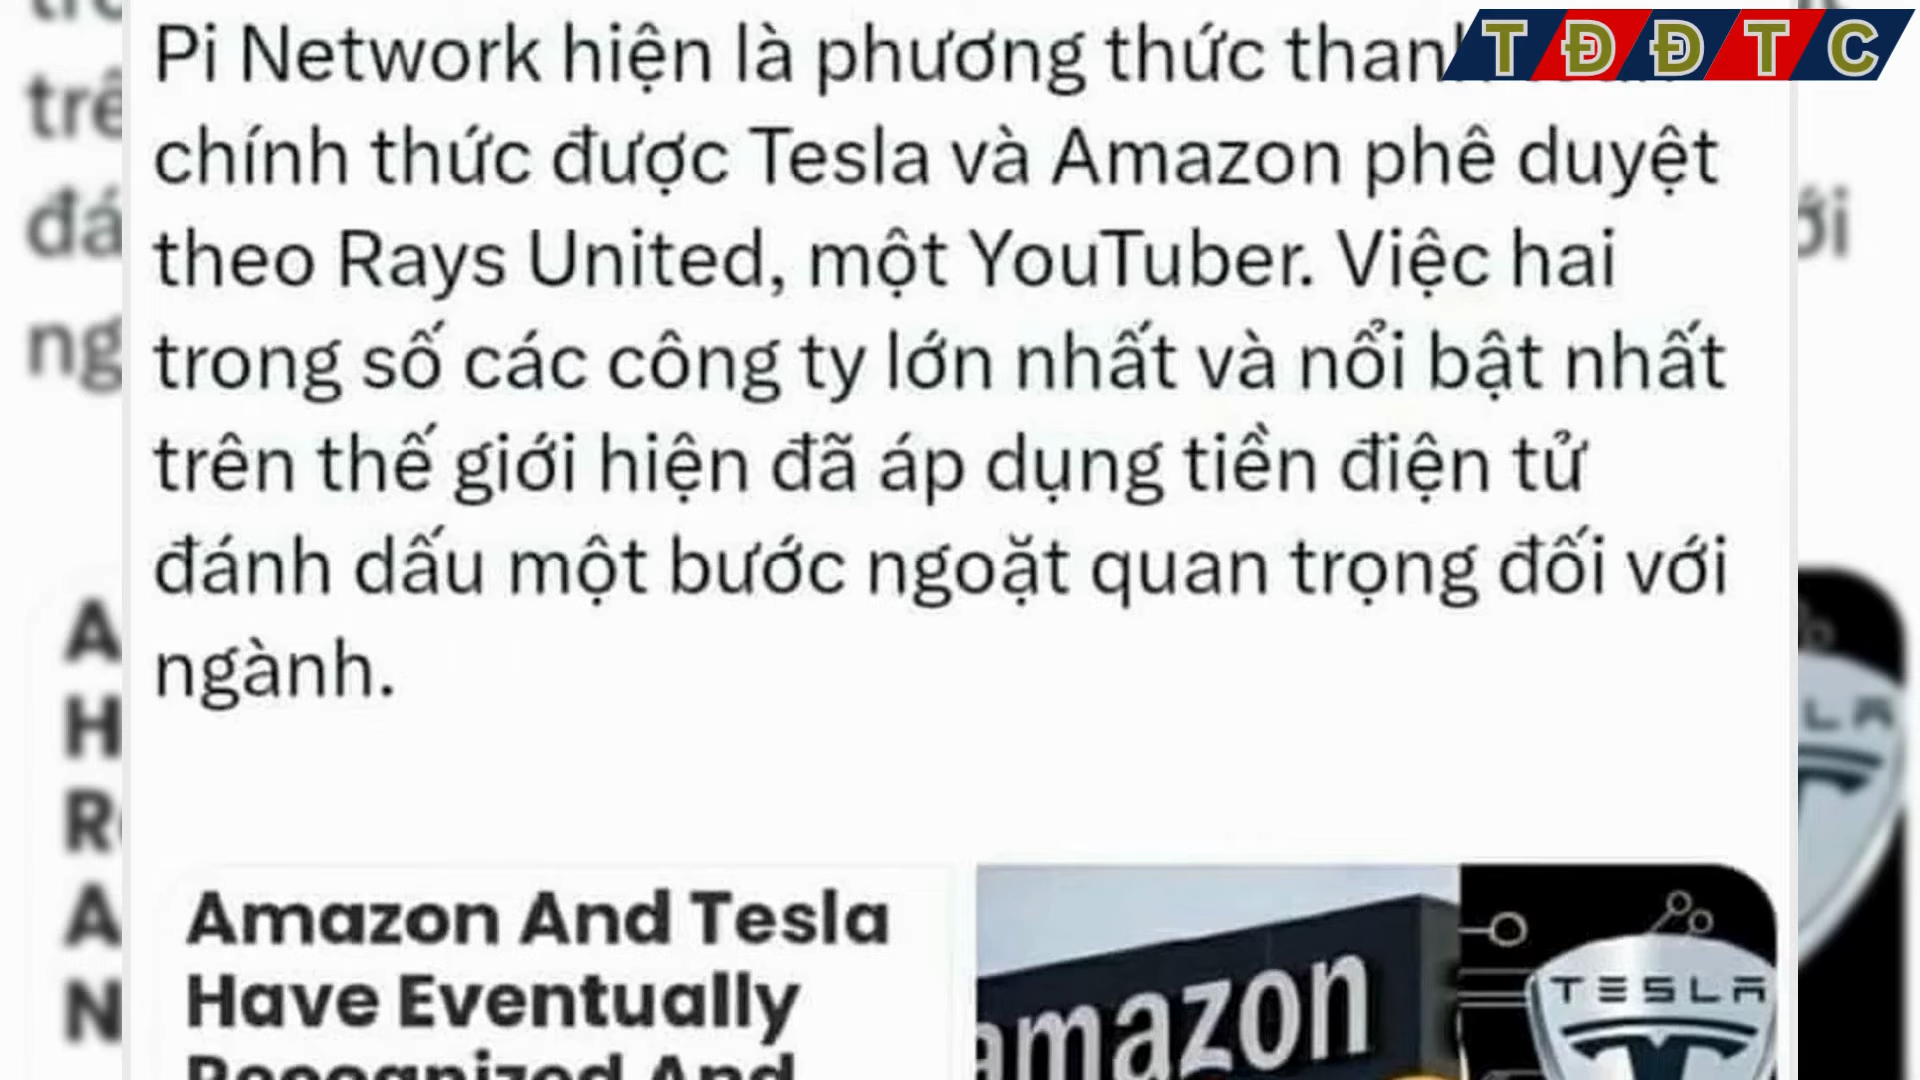 TĐĐTC
Pi Network hiện là phương thức
chính thức được Tesla và Amazon phê duyệt
theo Rays United, một YouTuber. Việc hai
trong số các công ty lớn nhất và nổi bật nhất
trên thế giới hiện đã áp dụng tiền điện tử
đánh dấu một bước ngoặt quan trọng đối với
ngành.
Amazon And Tesla
Have Eventually
Recognized And
amazon
TESLA